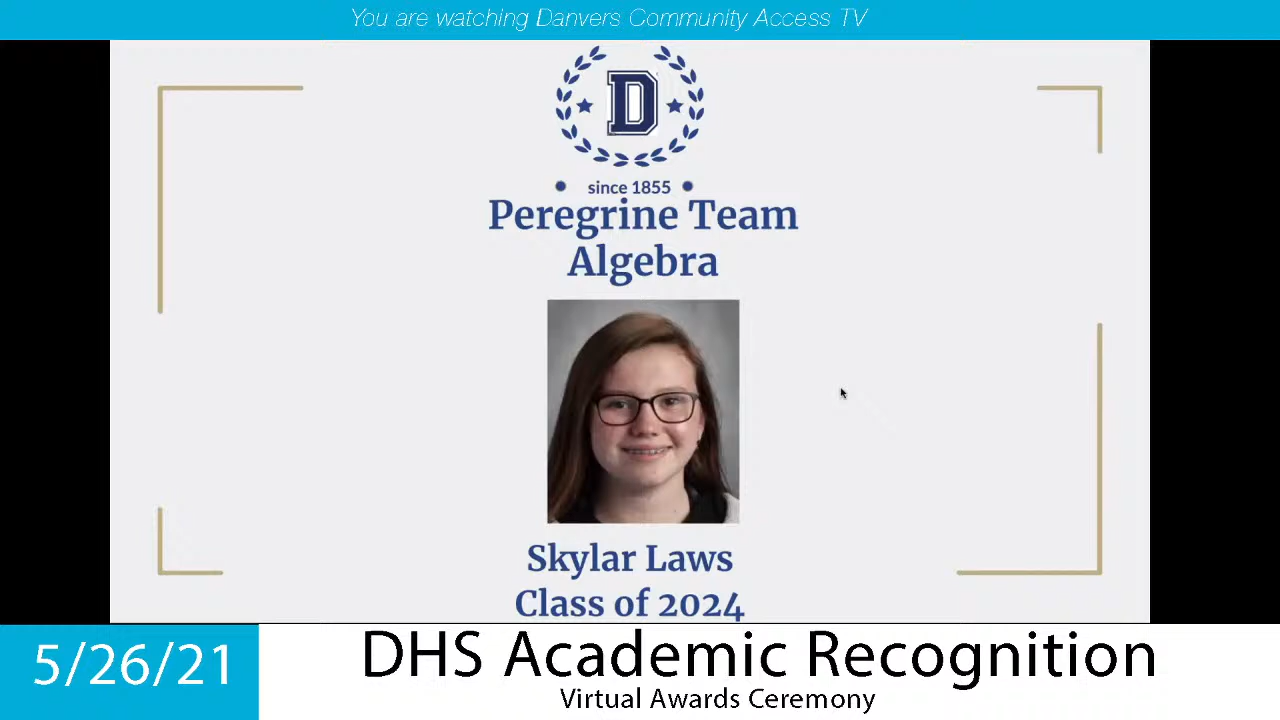 You are watching Danvers Community Access TV
D
since 1855
Peregrine Team
Algebra
Skylar Laws
Class of 2024
5/26/21
DHS Academic Recognition
Virtual Awards Ceremony